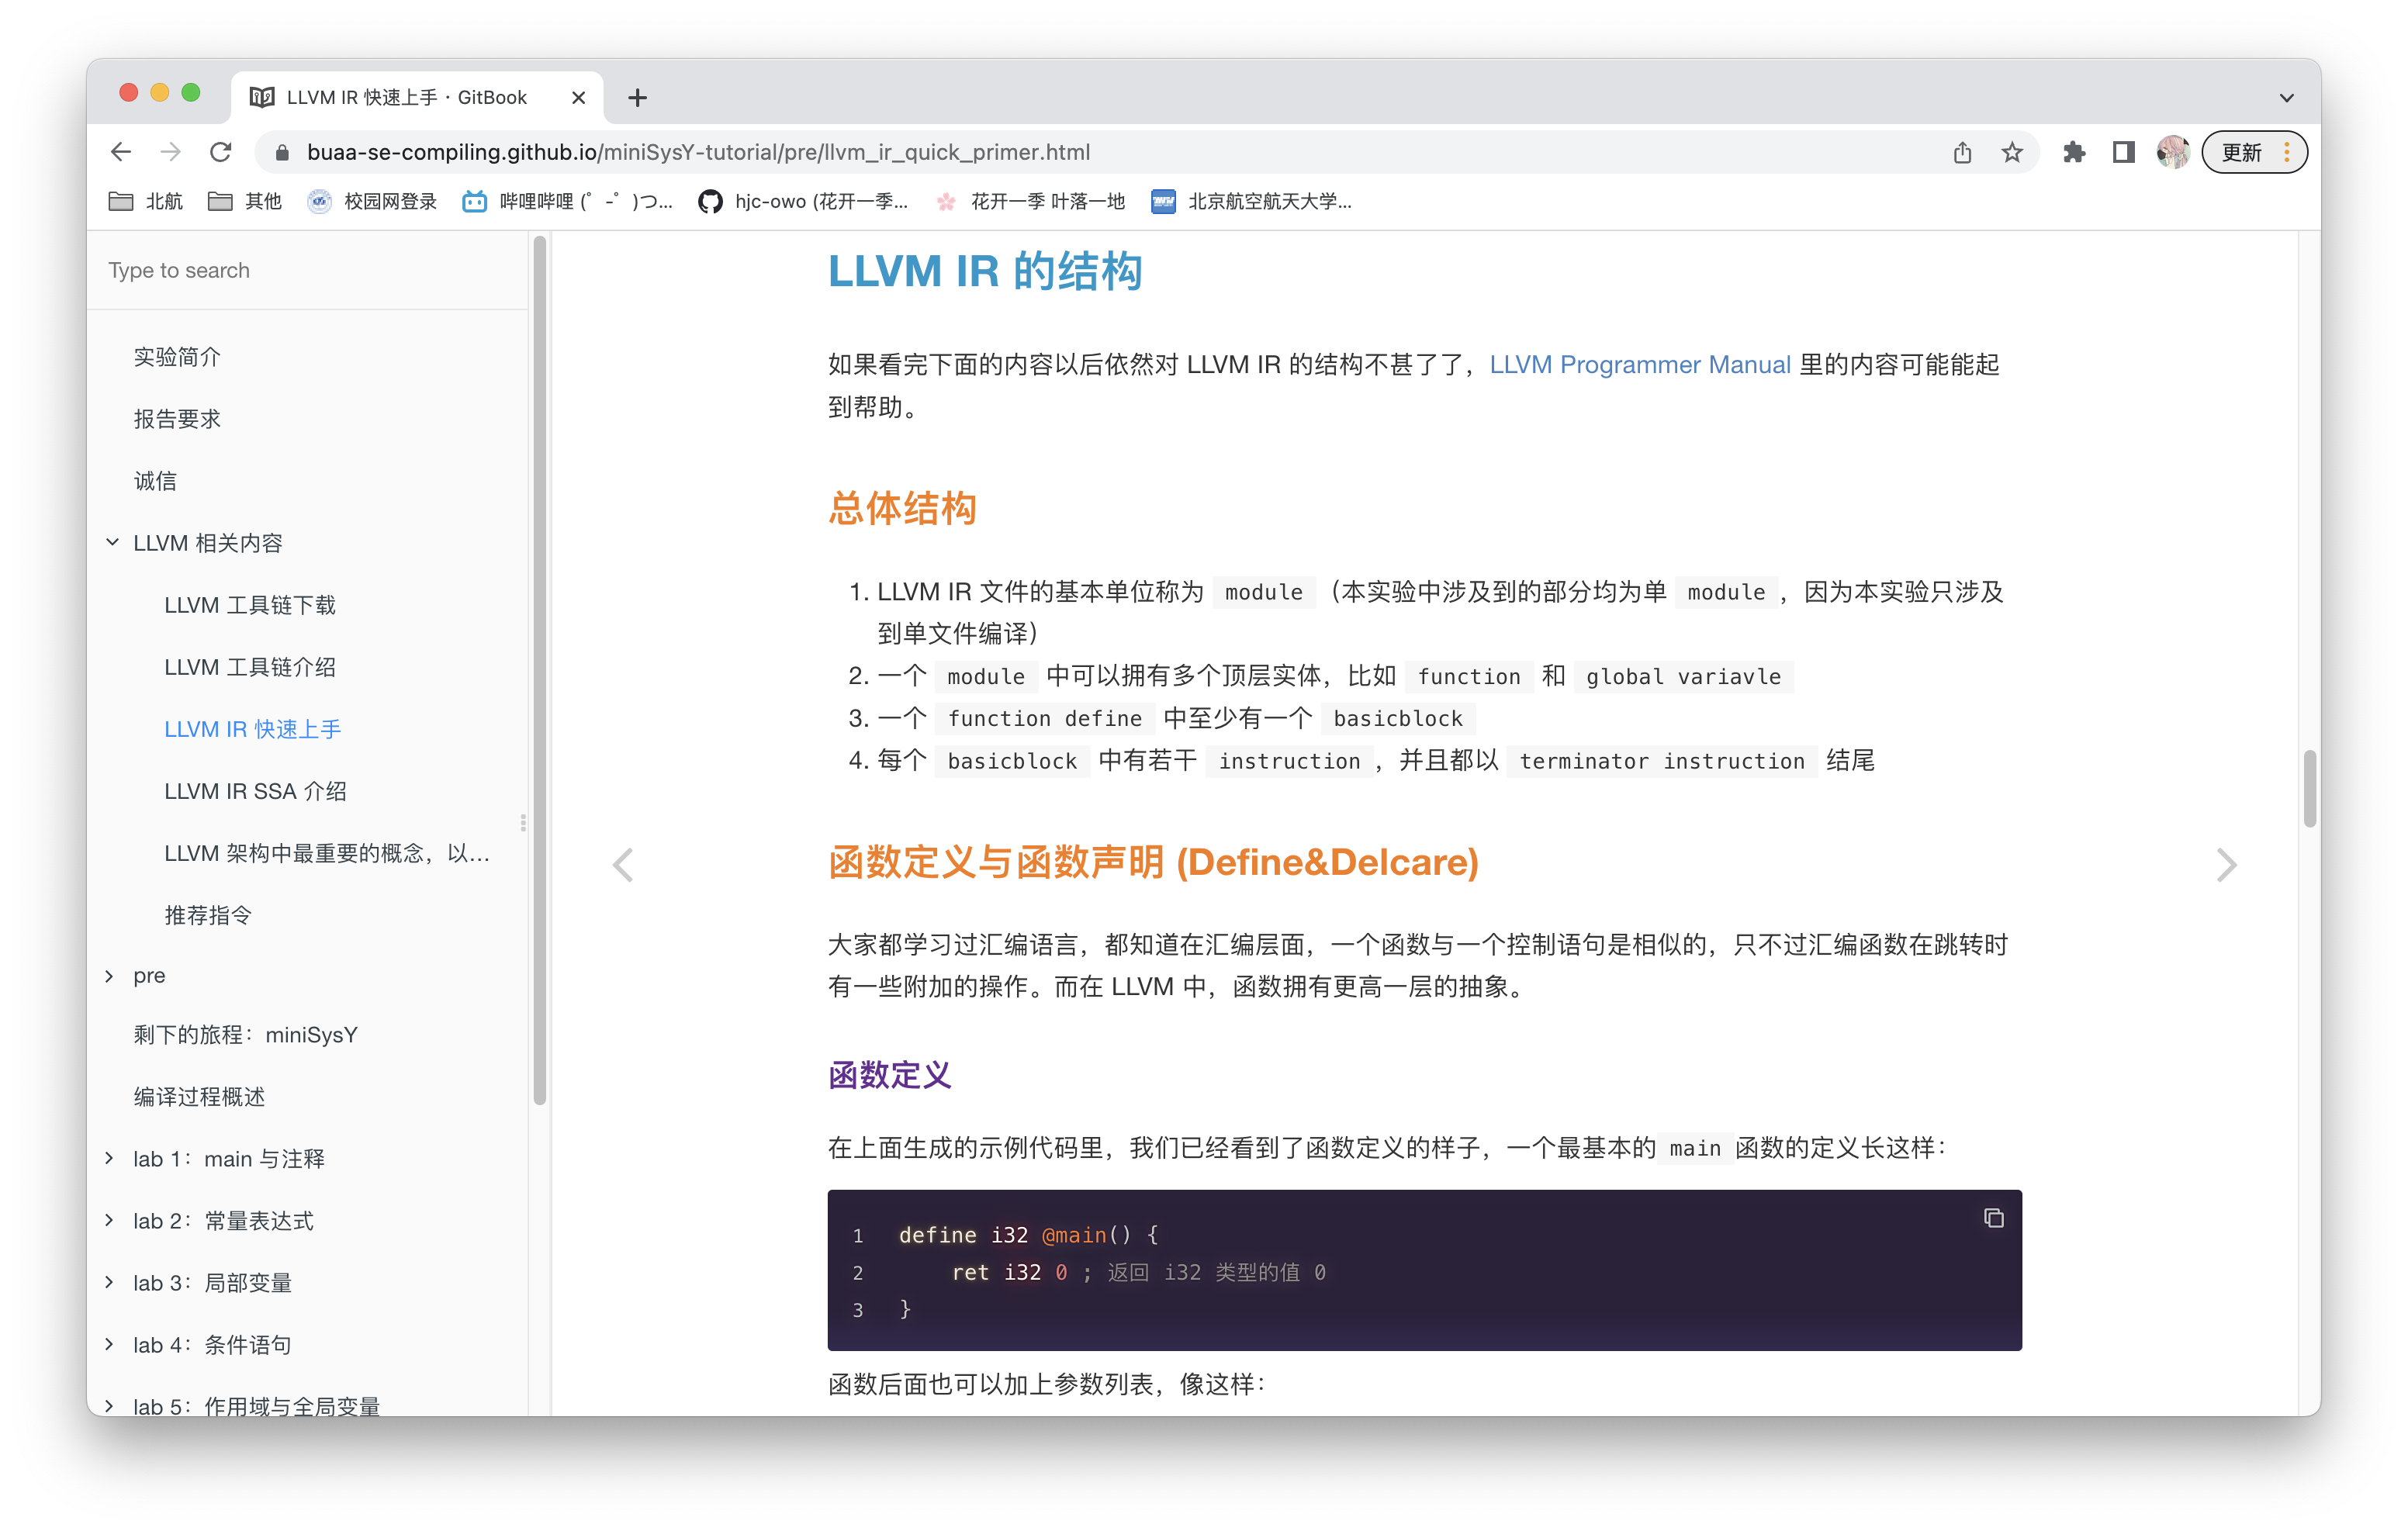 LLVM IR 快速上手 · GitBook
buaa-se-compiling.github.io/miniSysY-tutorial/pre/llvm_ir_quick_primer.html
更新
北航
其他
校园网登录
哔哩哔哩 (゜-゜)つ...
hjc-owo (花开一季...
花开一季 叶落一地
北京航空航天大学...
Type to search
实验简介
报告要求
诚信
LLVM 相关内容
LLVM 工具链下载
LLVM 工具链介绍
LLVM IR 快速上手
LLVM IR SSA 介绍
LLVM 架构中最重要的概念，以...
推荐指令
pre
剩下的旅程：miniSysY
编译过程概述
lab 1：main 与注释
lab 2：常量表达式
lab 3：局部变量
lab 4：条件语句
lab 5：作用域与全局变量
LLVM IR 的结构
如果看完下面的内容以后依然对 LLVM IR 的结构不甚了了，LLVM Programmer Manual 里的内容可能能起
到帮助。
总体结构
1. LLVM IR 文件的基本单位称为 module （本实验中涉及到的部分均为单 module ，因为本实验只涉及
到单文件编译）
2. 一个 module 中可以拥有多个顶层实体，比如 function 和 global variavle
3. 一个 function define 中至少有一个 basicblock
4. 每个 basicblock 中有若干 instruction ，并且都以 terminator instruction 结尾
函数定义与函数声明 (Define&Delcare)
大家都学习过汇编语言，都知道在汇编层面，一个函数与一个控制语句是相似的，只不过汇编函数在跳转时
有一些附加的操作。而在 LLVM 中，函数拥有更高一层的抽象。
函数定义
在上面生成的示例代码里，我们已经看到了函数定义的样子，一个最基本的 main 函数的定义长这样：
1 define i32 @main() {
2     ret i32 0 ; 返回 i32 类型的值 0
3 }
函数后面也可以加上参数列表，像这样：